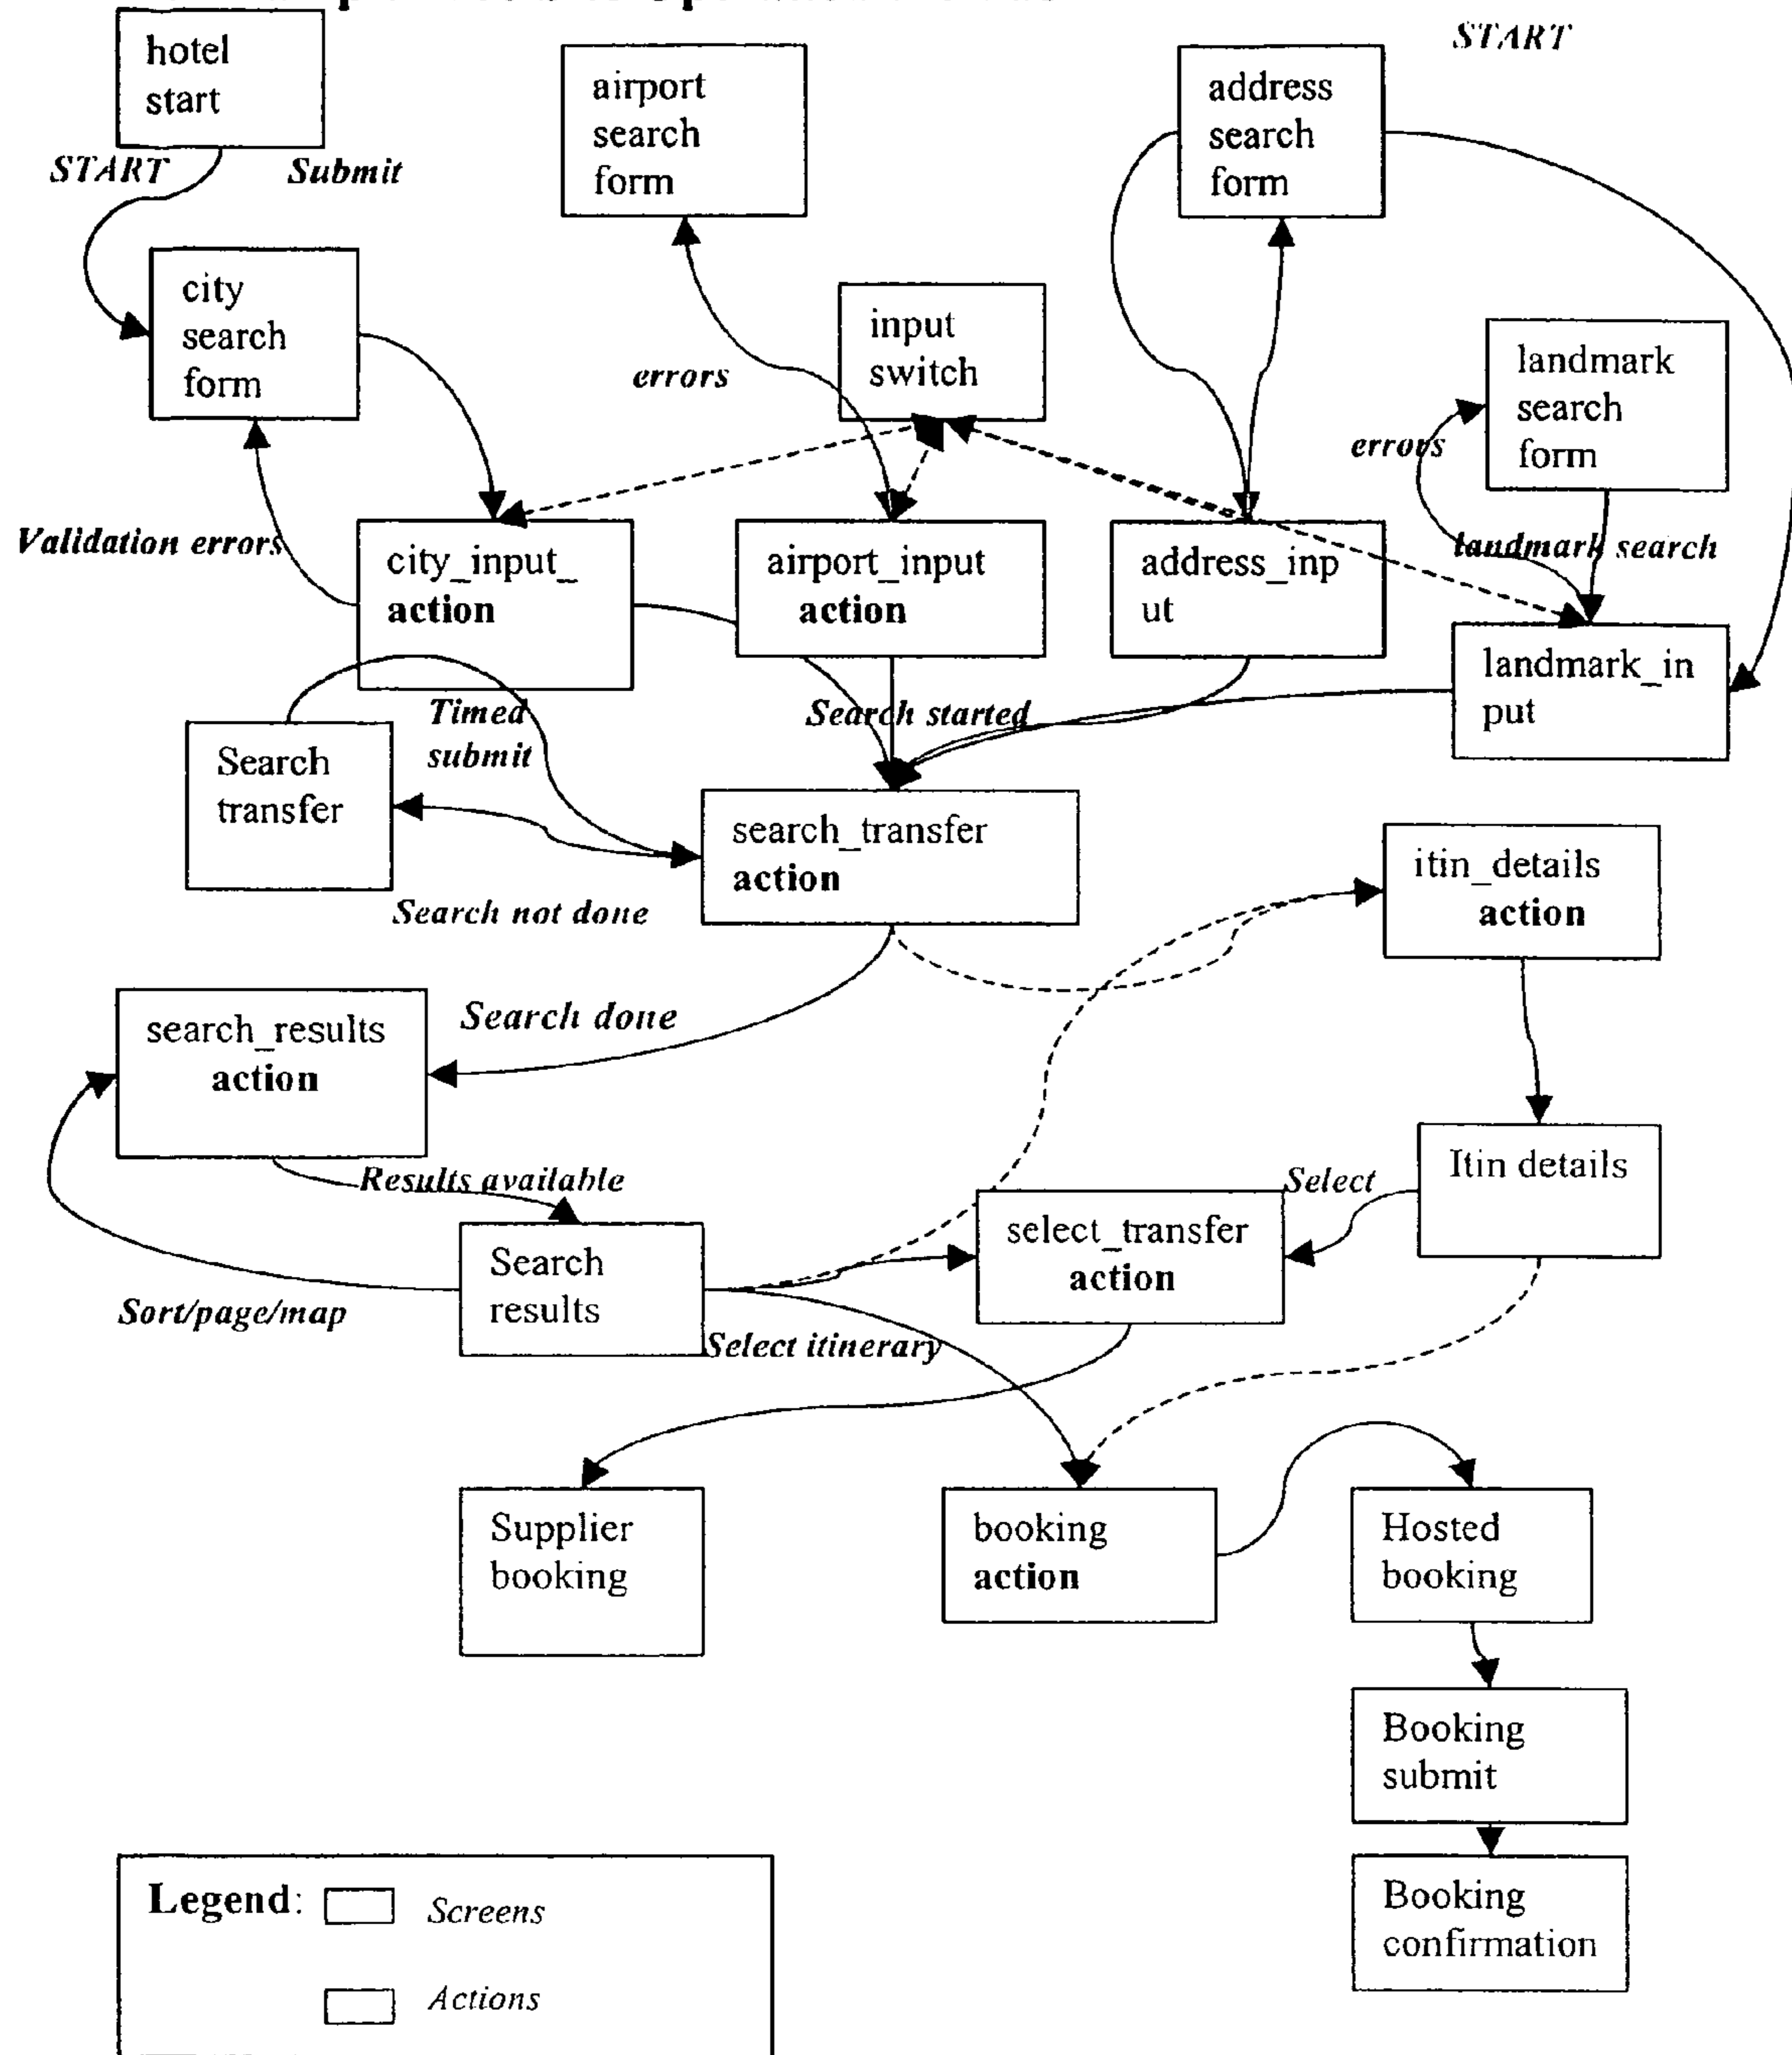 hotel
start
START
Submit
airport
search
form
address
search
form
START
city
search
form
input
switch
errors
landmark
search
form
errors
landmark search
Validation errors
city_input_
action
airport_input
action
address_inp
ut
landmark_in
put
Timed
submit
Search started
Search
transfer
search_transfer
action
Search not done
itin_details
action
search_results
action
Search done
Results available
Itin details
Select
select_transfer
action
Search
results
Sort/page/map
Select itinerary
Supplier
booking
booking
action
Hosted
booking
Booking
submit
Booking
confirmation
Legend:
Screens
Actions